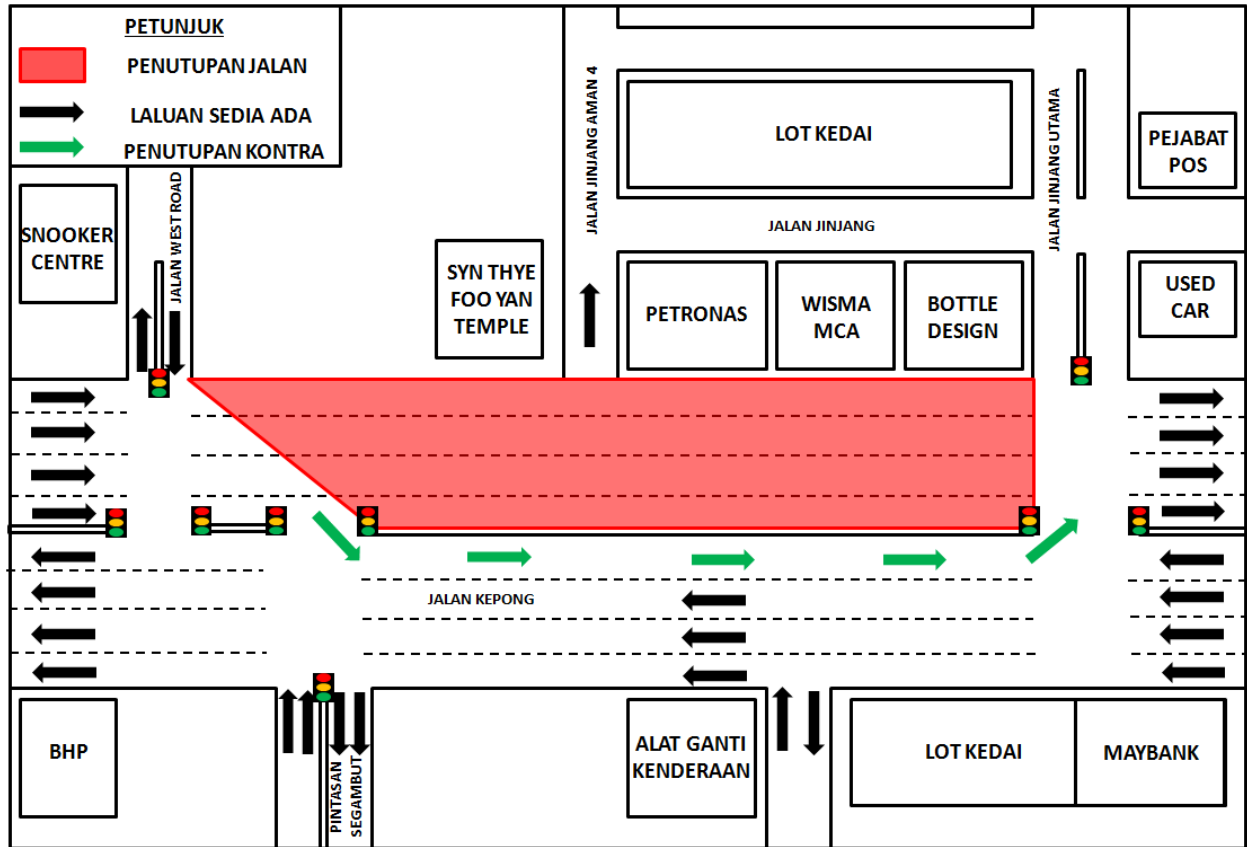 PETUNJUK
PENUTUPAN JALAN
LALUAN SEDIA ADA
PENUTUPAN KONTRA
SNOOKER
CENTRE
JALAN WEST ROAD
SYN THYE
FOO YAN
TEMPLE
JALAN JINJANG AMAN 4
LOT KEDAI
JALAN JINJANG UTAMA
PEJABAT
POS
JALAN JINJANG
PETRONAS
WISMA
MCA
BOTTLE
DESIGN
USED
CAR
JALAN KEPONG
BHP
PINTASAN
SEGAMBUT
ALAT GANTI
KENDERAAN
LOT KEDAI
MAYBANK